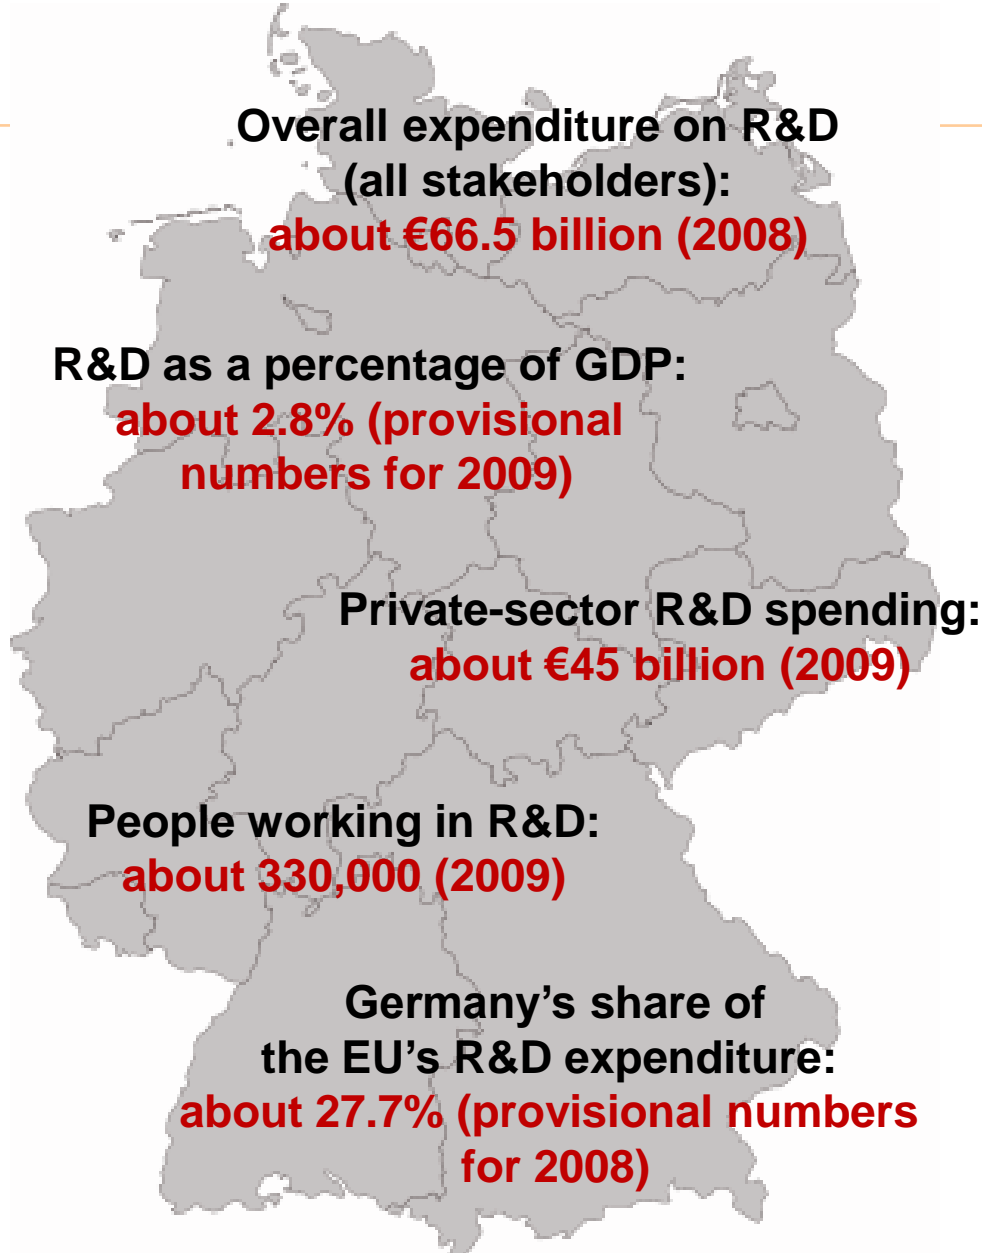 Overall expenditure on R&D
(all stakeholders):
about €66.5 billion (2008)
R&D as a percentage of GDP:
about 2.8% (provisional
numbers for 2009)
Private-sector R&D spending:
about €45 billion (2009)
People working in R&D:
about 330,000 (2009)
Germany’s share of
the EU’s R&D expenditure:
about 27.7% (provisional numbers
for 2008)